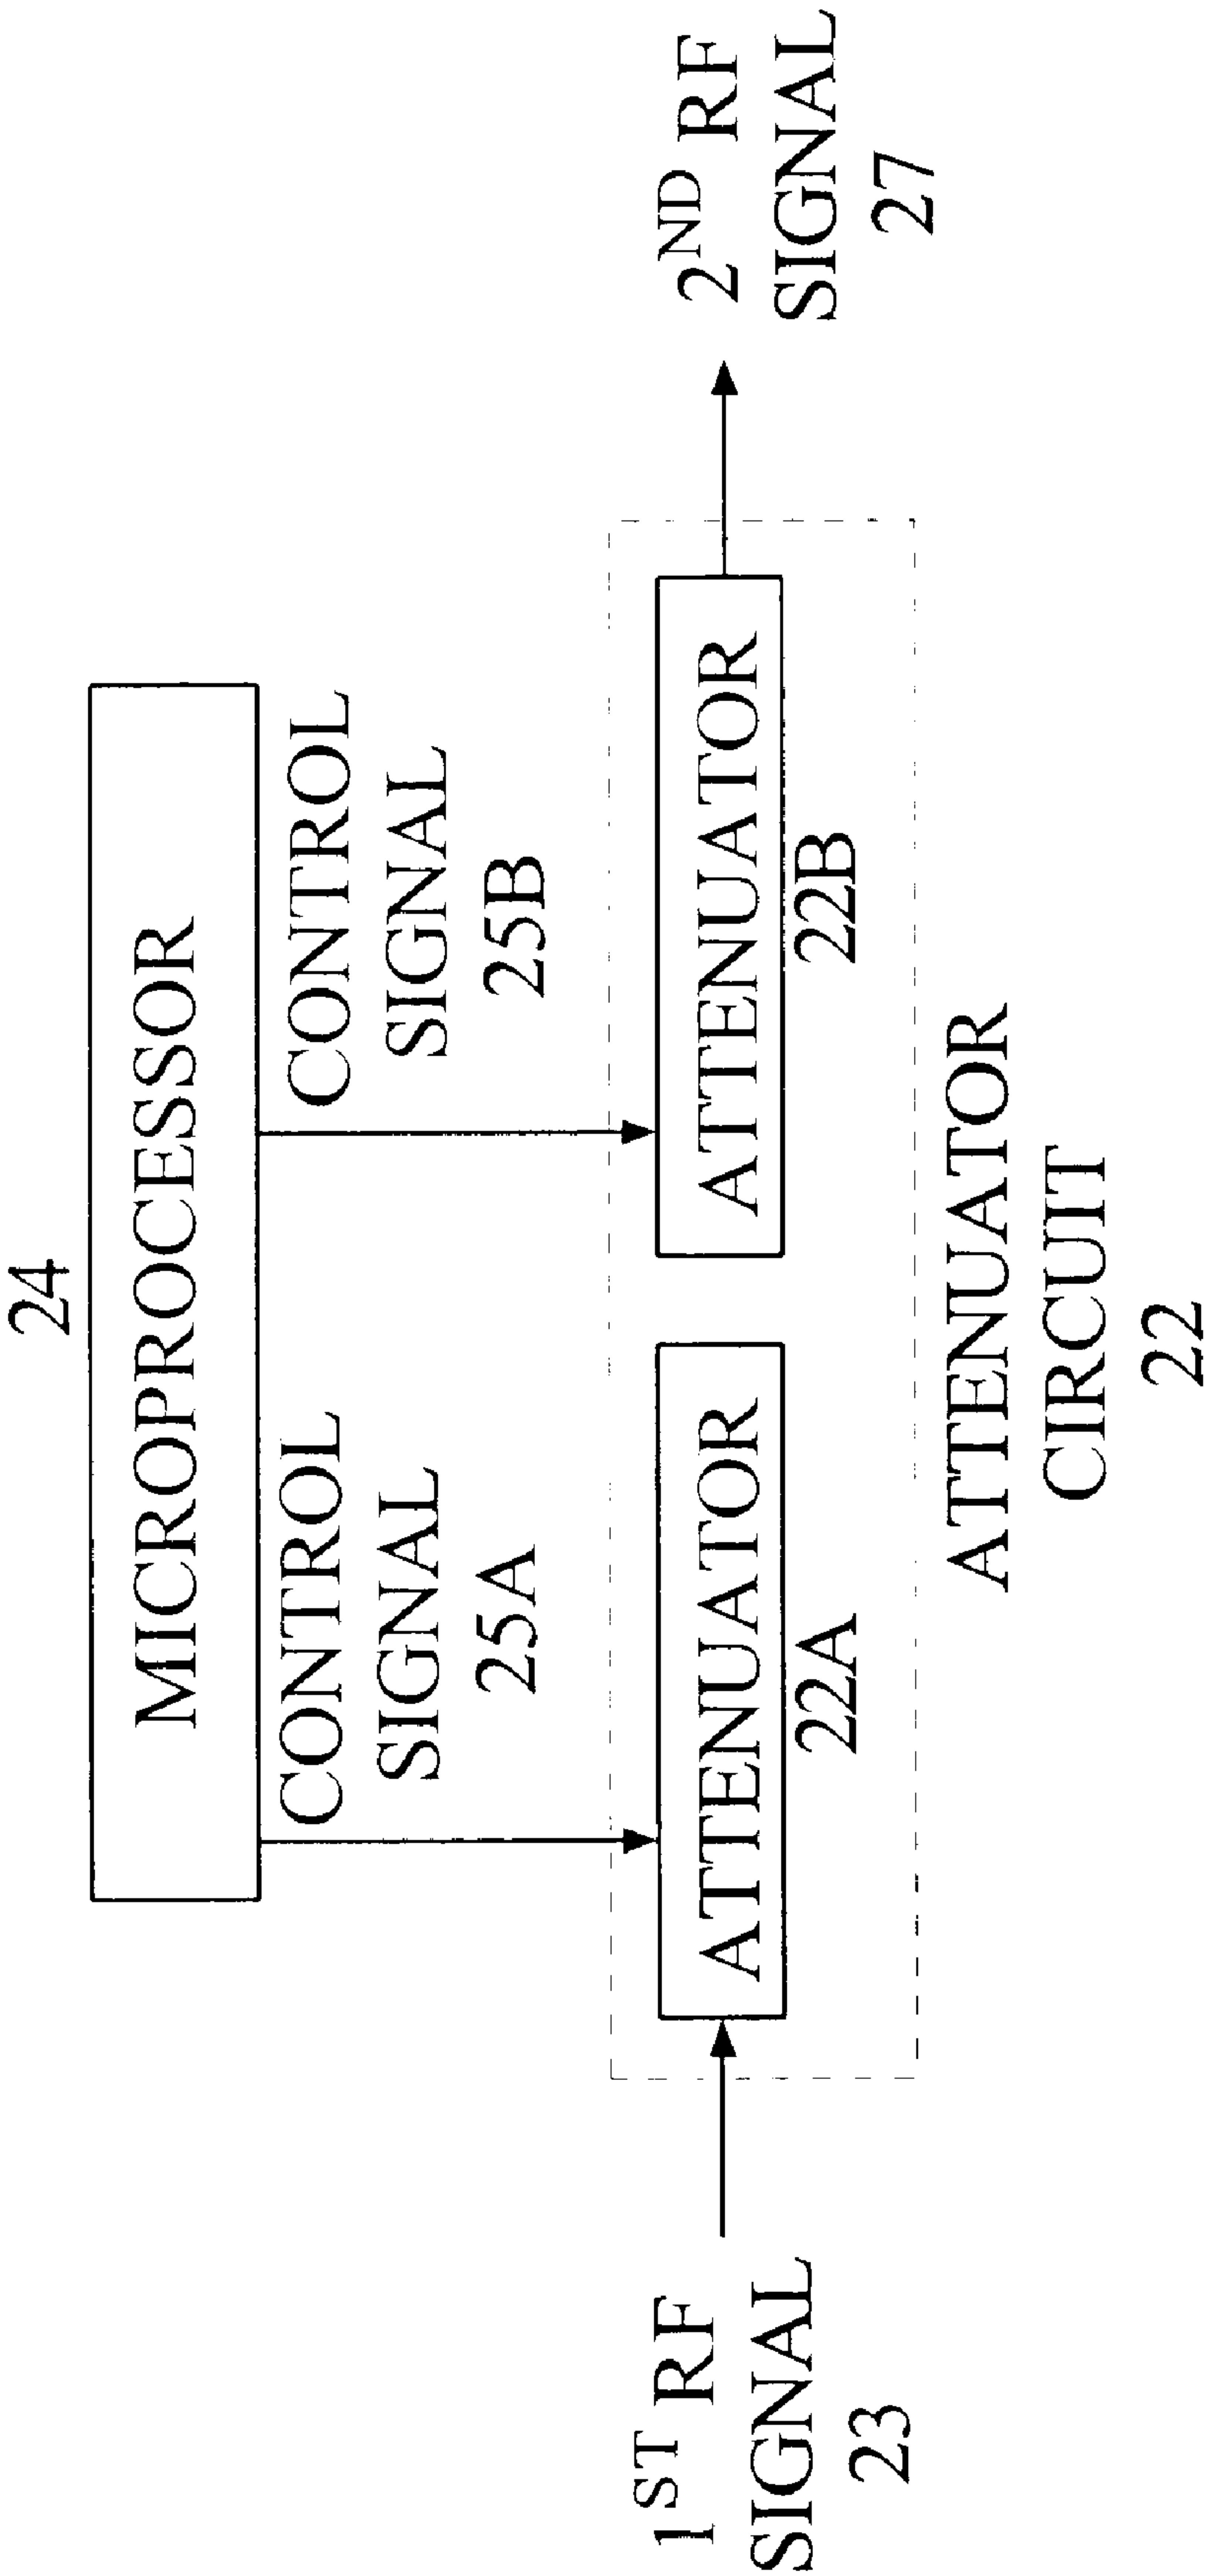 24
MICROPROCESSOR
CONTROL
SIGNAL
25A
CONTROL
SIGNAL
25B
1ST RF
SIGNAL
23
ATTENUATOR
22A
ATTENUATOR
22B
2ND RF
SIGNAL
27
ATTENUATOR
CIRCUIT
22